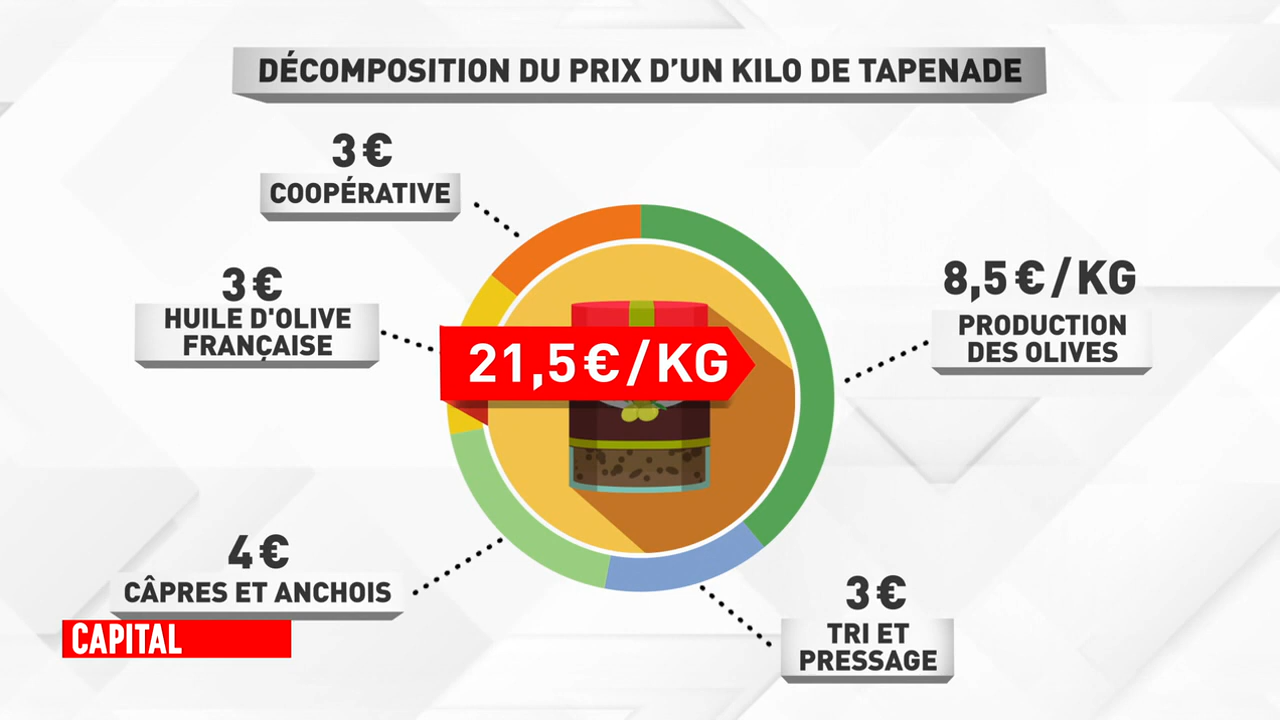 DÉCOMPOSITION DU PRIX D'UN KILO DE TAPENADE
3 €
COOPÉRATIVE
3 €
HUILE D'OLIVE
FRANÇAISE
21,5 € / KG
8,5 € / KG
PRODUCTION
DES OLIVES
4 €
CÂPRES ET ANCHOIS
3 €
TRI ET
PRESSAGE
CAPITAL